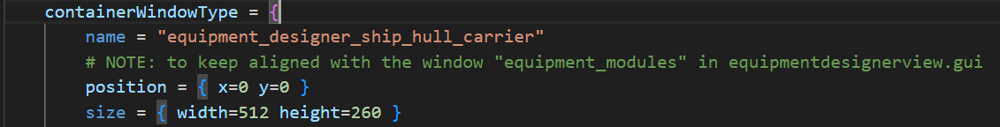 containerWindowType = {
name = "equipment_designer_ship_hull_carrier"
# NOTE: to keep aligned with the window "equipment_modules" in equipmentdesignerview.gui
position = { x=0 y=0 }
size = { width=512 height=260 }